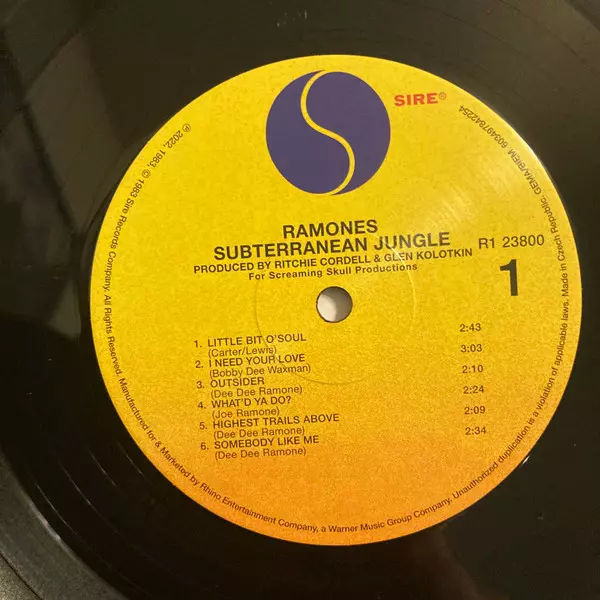 SIRE®
RAMONES
SUBTERRANEAN JUNGLE
PRODUCED BY RITCHIE CORDELL & GLEN KOLOTKIN
For Screaming Skull Productions
R1 23800
1
1. LITTLE BIT O'SOUL 2:43
(Carter/Lewis)
2. I NEED YOUR LOVE 3:03
(Bobby Dee Waxman)
3. OUTSIDER 2:10
(Dee Dee Ramone)
4. WHAT'D YA DO? 2:24
(Joe Ramone)
5. HIGHEST TRAILS ABOVE 2:09
(Dee Dee Ramone)
6. SOMEBODY LIKE ME 2:34
(Dee Dee Ramone)
℗ 2022, 1983, © 1983 Sire Records Company. All Rights Reserved. Manufactured for & Marketed by Rhino Entertainment Company, a Warner Music Group Company. Unauthorized duplication is a violation of applicable laws. Made in Czech Republic. GEMA/BIEM 603497842254